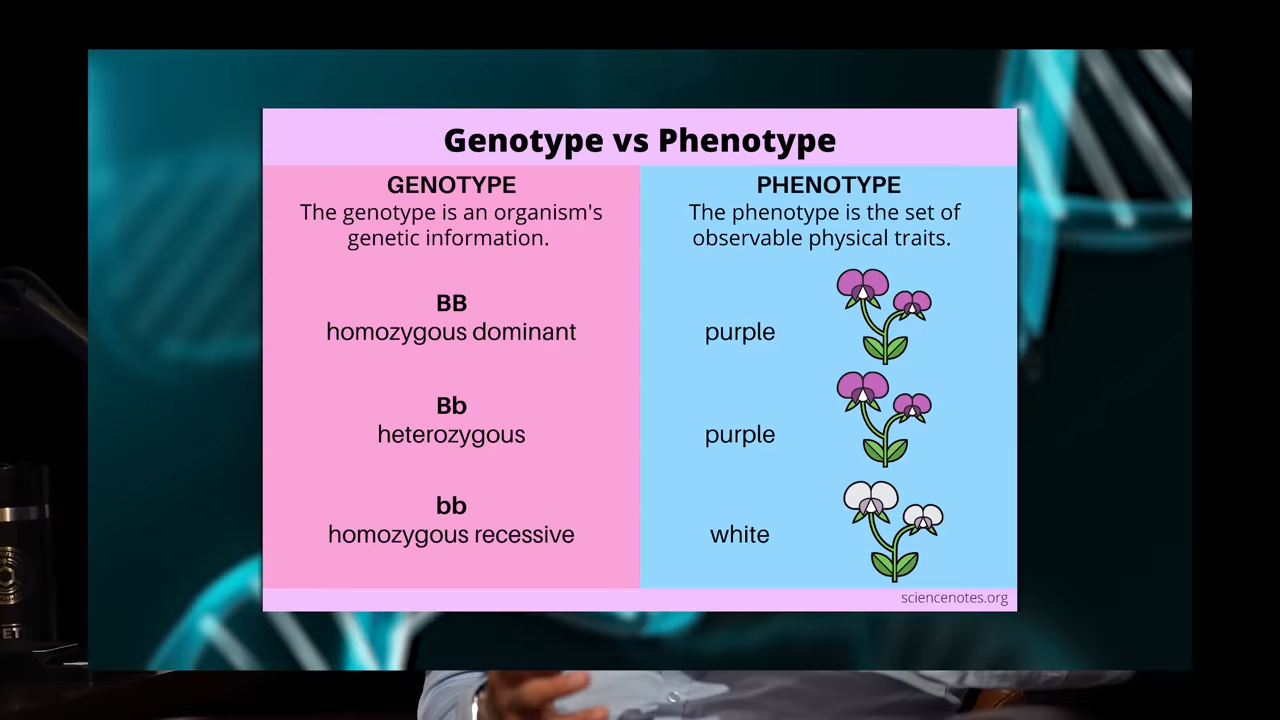 Genotype vs Phenotype
GENOTYPE
The genotype is an organism's
genetic information.
BB
homozygous dominant
Bb
heterozygous
bb
homozygous recessive
PHENOTYPE
The phenotype is the set of
observable physical traits.
purple
purple
white
sciencenotes.org
ET